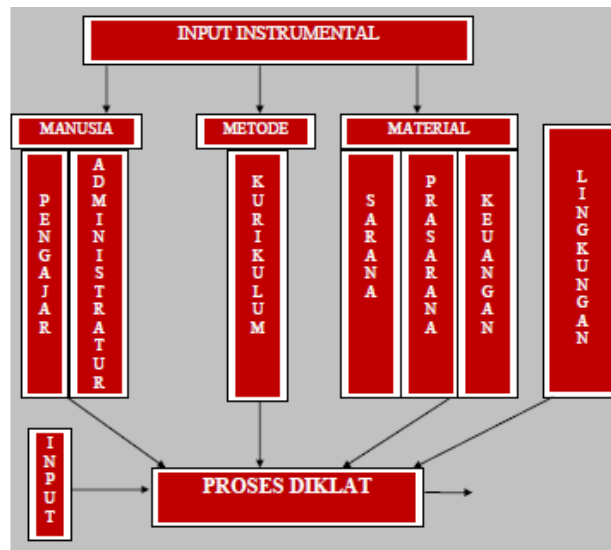 INPUT INSTRUMENTAL
MANUSIA
METODE
MATERIAL
PENGAJAR
ADMINISTRATUR
KURIKULUM
SARANA
PRASARANA
KEUANGAN
LINGKUNGAN
INPUT
PROSES DIKLAT